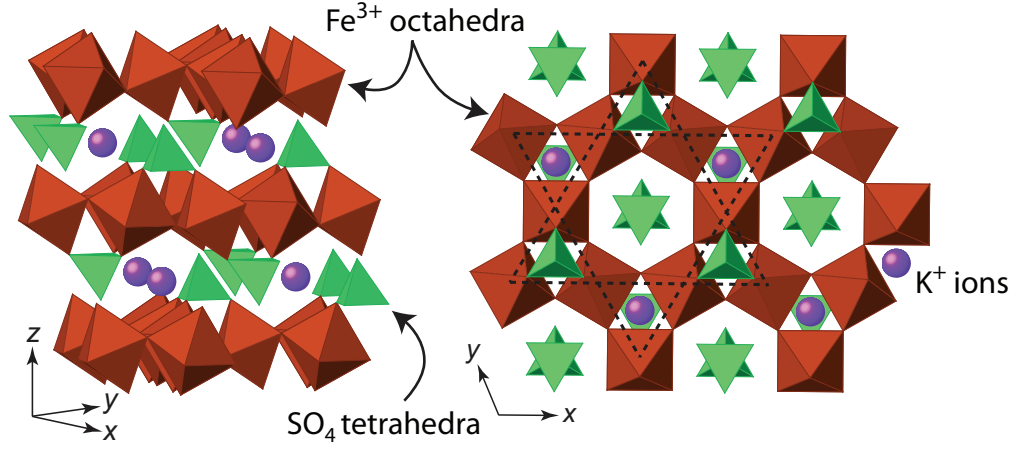 Fe³⁺ octahedra
K⁺ ions
SO₄ tetrahedra
z
y
x
y
x